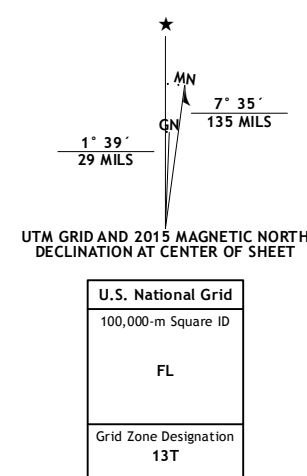 ★
MN
GN
7° 35´
135 MILS
1° 39´
29 MILS
UTM GRID AND 2015 MAGNETIC NORTH
DECLINATION AT CENTER OF SHEET
U.S. National Grid
100,000-m Square ID
FL
Grid Zone Designation
13T